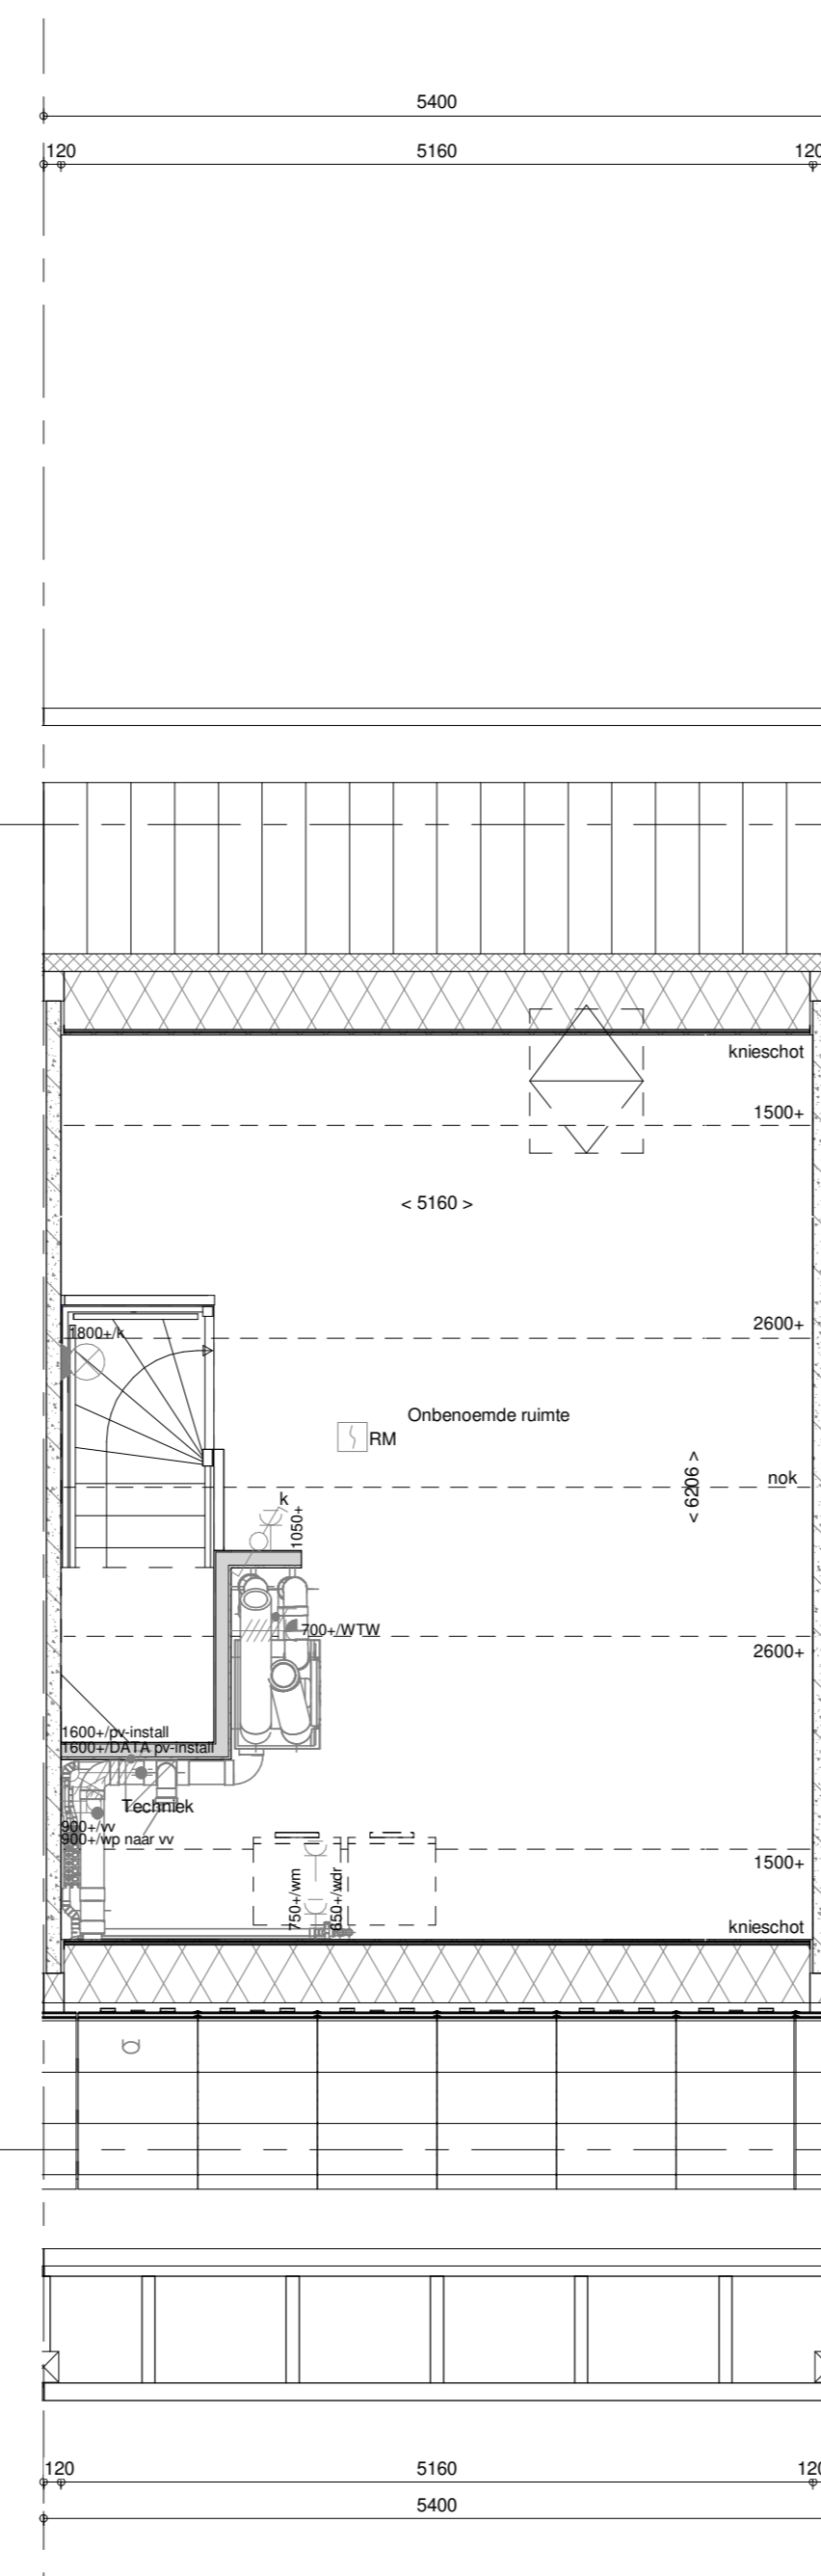 5400
120
5160
120
knieschot
1500+
< 5160 >
2600+
1800+/k
Onbenoemde ruimte
RM
< 6206 >
nok
k
1050+
700+/WTW
2600+
1600+/pv-install
1600+/DATA pv-install
Techniek
900+/vv
900+/wp naar vv
1500+
750+/wm
650+/wdr
knieschot
120
5160
120
5400